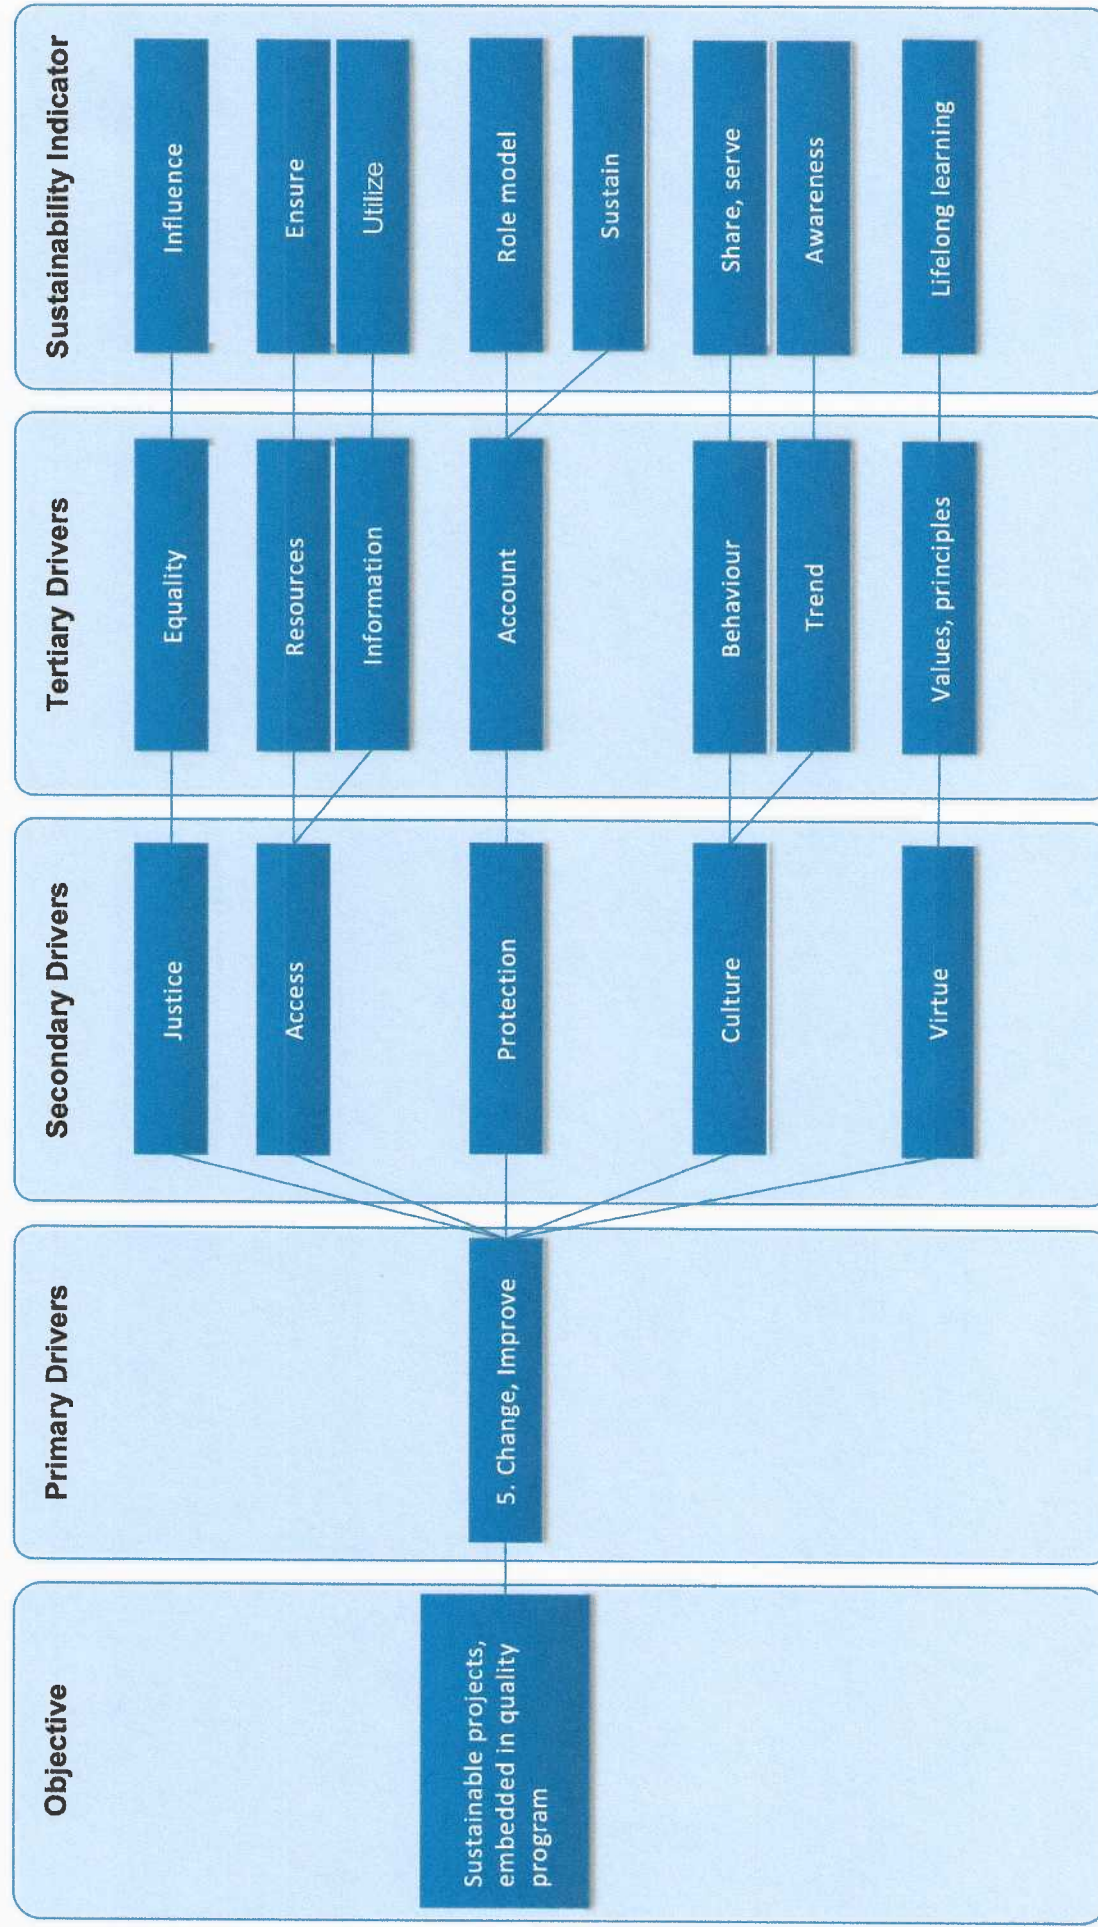 Objective
Sustainable projects,
embedded in quality
program
Primary Drivers
5. Change, Improve
Secondary Drivers
Justice
Access
Protection
Culture
Virtue
Tertiary Drivers
Equality
Resources
Information
Account
Behaviour
Trend
Values, principles
Sustainability Indicator
Influence
Ensure
Utilize
Role model
Sustain
Share, serve
Awareness
Lifelong learning